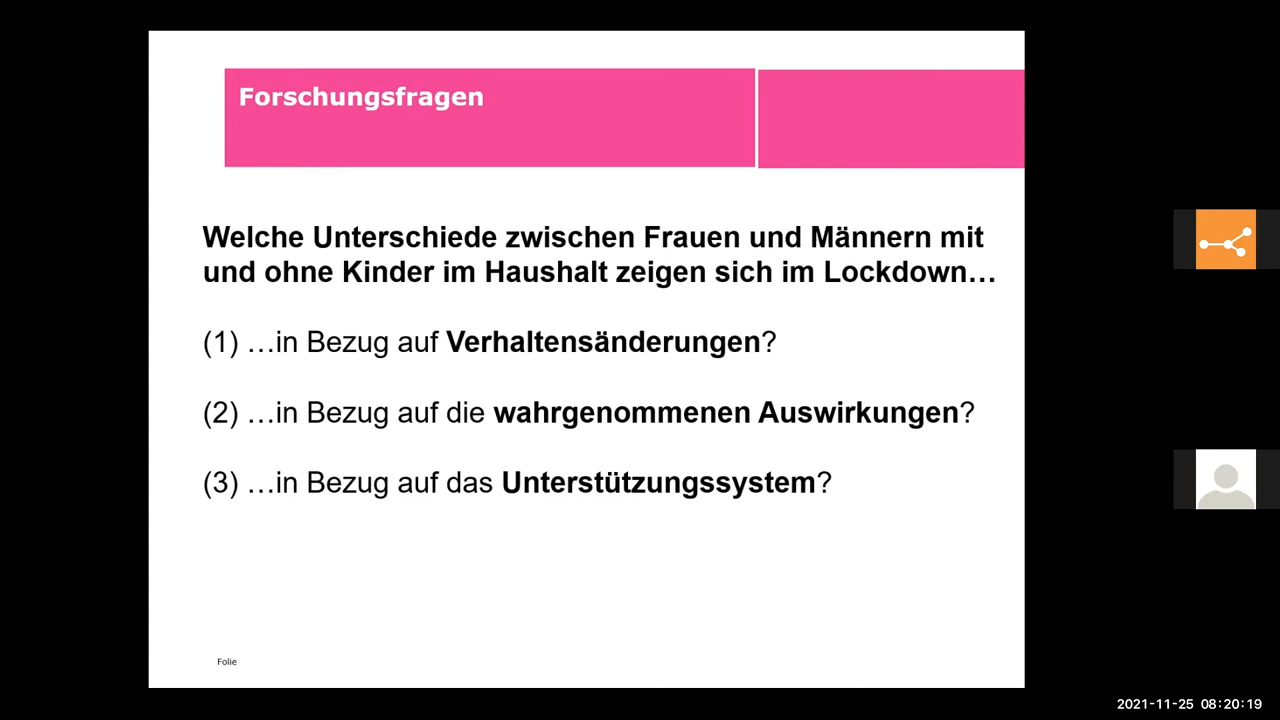 Forschungsfragen
Welche Unterschiede zwischen Frauen und Männern mit
und ohne Kinder im Haushalt zeigen sich im Lockdown…
(1) …in Bezug auf Verhaltensänderungen?
(2) …in Bezug auf die wahrgenommenen Auswirkungen?
(3) …in Bezug auf das Unterstützungssystem?
Folie
2021-11-25 08:20:19